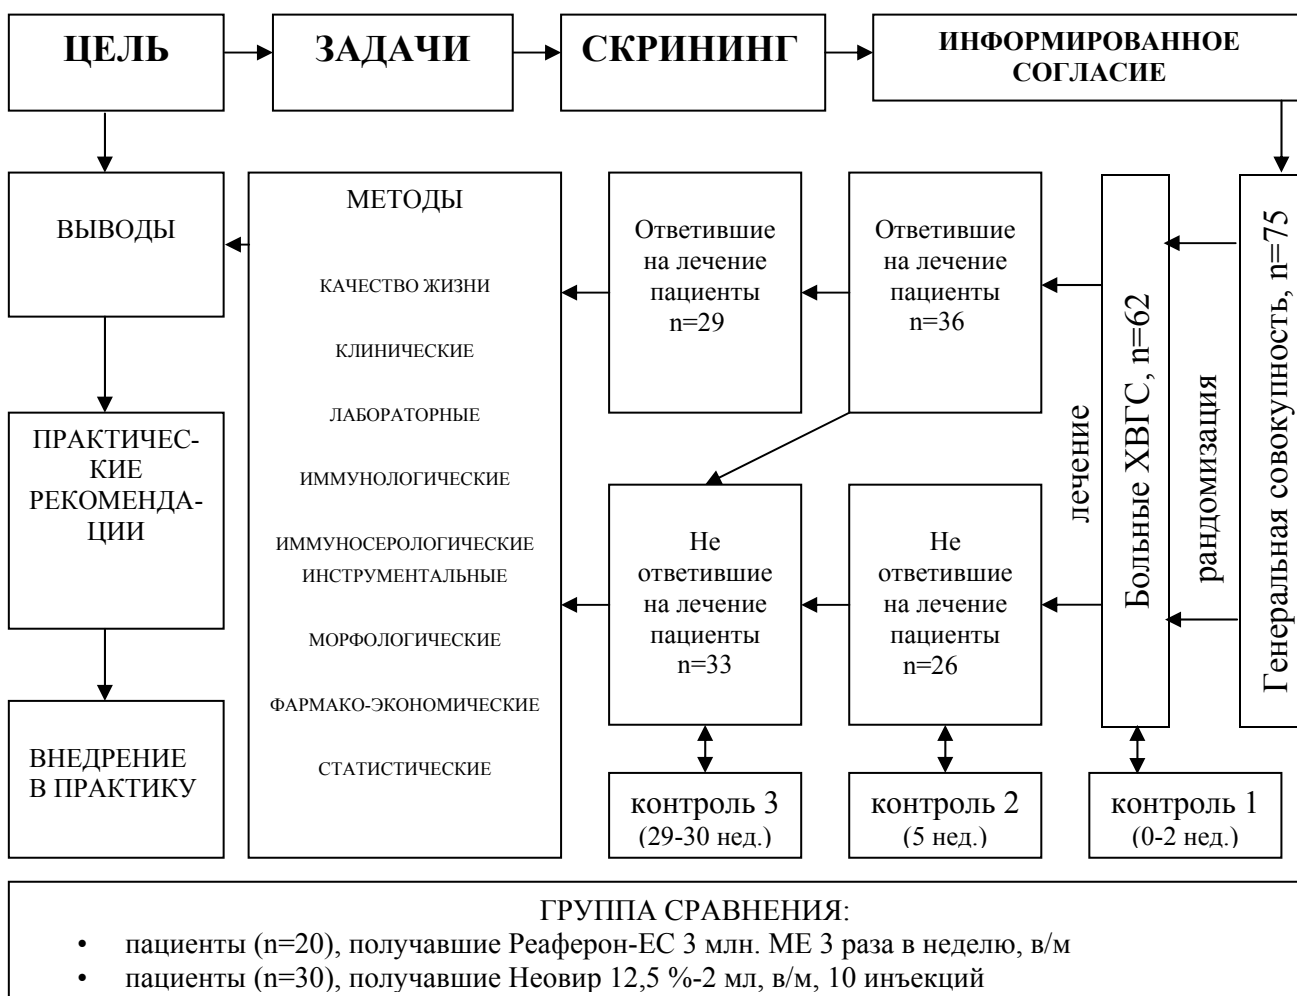 ЦЕЛЬ
ЗАДАЧИ
СКРИНИНГ
ИНФОРМИРОВАННОЕ
СОГЛАСИЕ
ВЫВОДЫ
МЕТОДЫ
КАЧЕСТВО ЖИЗНИ
КЛИНИЧЕСКИЕ
ЛАБОРАТОРНЫЕ
ИММУНОЛОГИЧЕСКИЕ
ИММУНОСЕРОЛОГИЧЕСКИЕ
ИНСТРУМЕНТАЛЬНЫЕ
МОРФОЛОГИЧЕСКИЕ
ФАРМАКО-ЭКОНОМИЧЕСКИЕ
СТАТИСТИЧЕСКИЕ
Ответившие
на лечение
пациенты
n=29
Ответившие
на лечение
пациенты
n=36
лечение
Больные ХВГС, n=62
рандомизация
Генеральная совокупность, n=75
ПРАКТИЧЕС-
КИЕ
РЕКОМЕНДА-
ЦИИ
Не
ответившие
на лечение
пациенты
n=33
Не
ответившие
на лечение
пациенты
n=26
ВНЕДРЕНИЕ
В ПРАКТИКУ
контроль 3
(29-30 нед.)
контроль 2
(5 нед.)
контроль 1
(0-2 нед.)
ГРУППА СРАВНЕНИЯ:
• пациенты (n=20), получавшие Реаферон-ЕС 3 млн. МЕ 3 раза в неделю, в/м
• пациенты (n=30), получавшие Неовир 12,5 %-2 мл, в/м, 10 инъекций